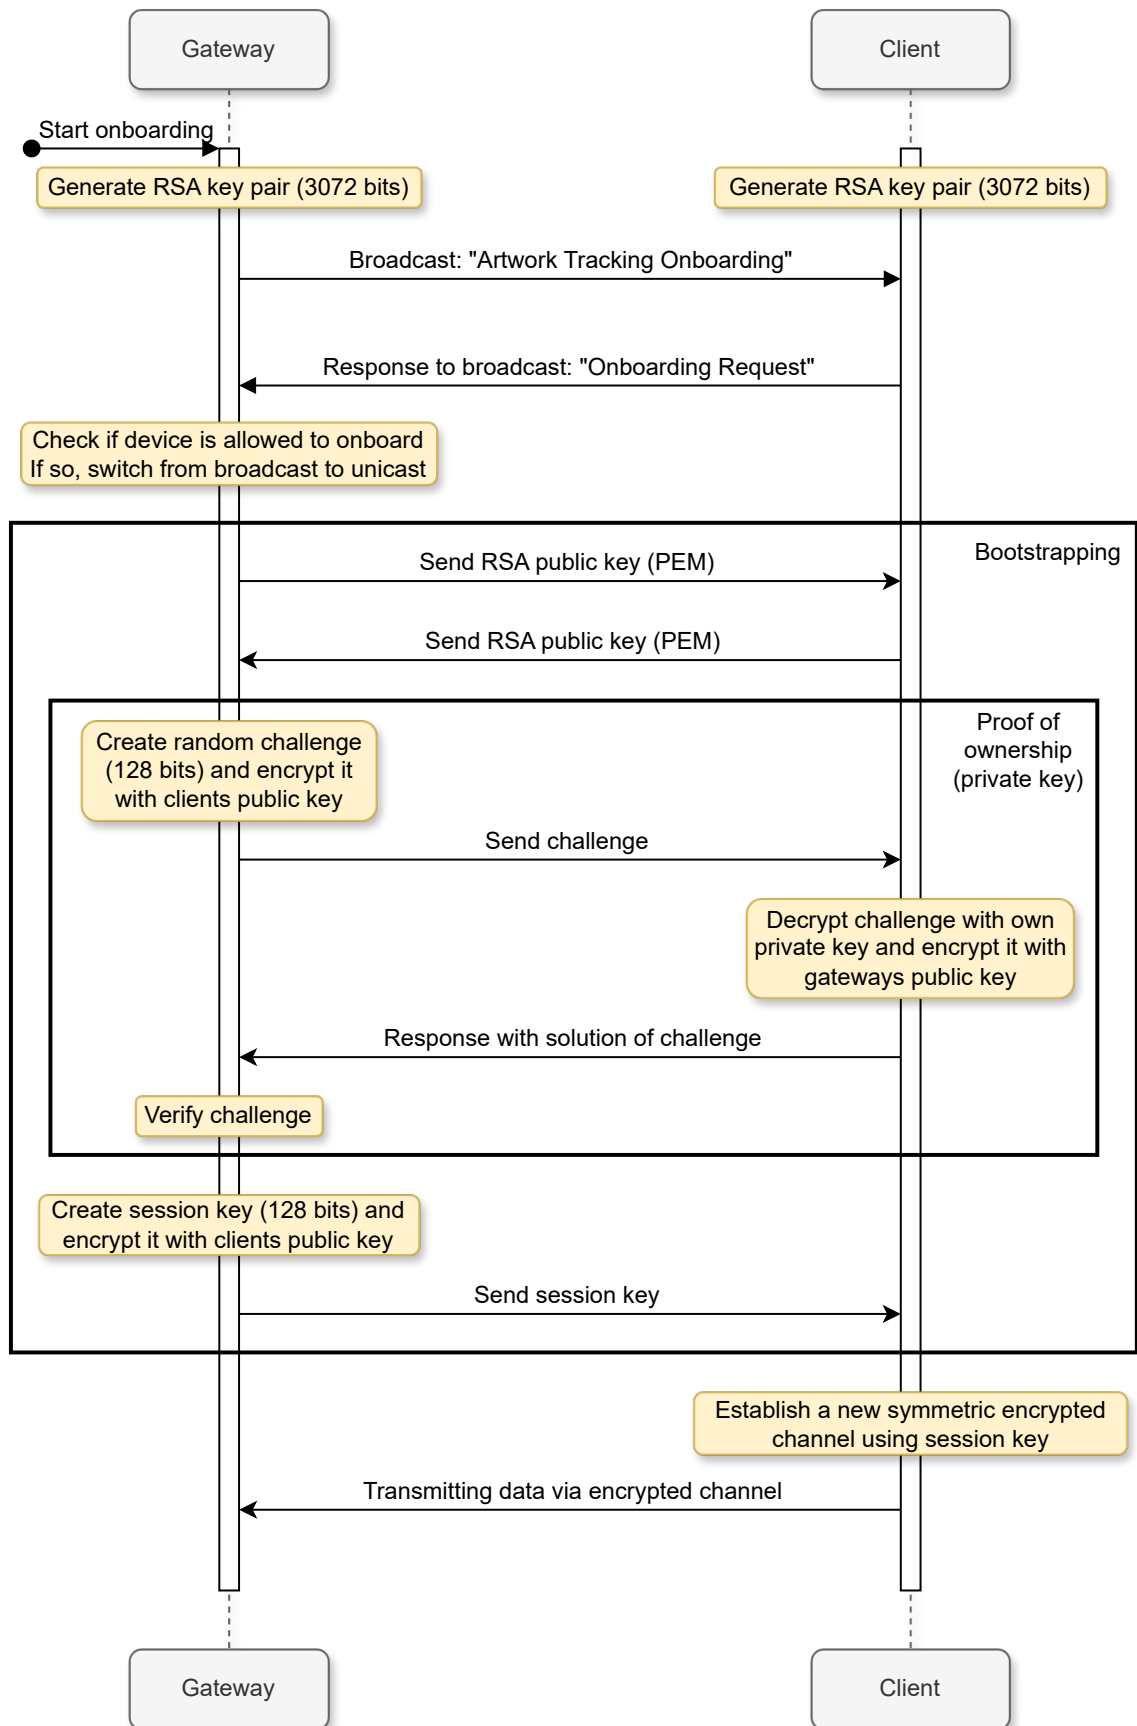 Gateway
Client
Start onboarding
Generate RSA key pair (3072 bits)
Generate RSA key pair (3072 bits)
Broadcast: "Artwork Tracking Onboarding"
Response to broadcast: "Onboarding Request"
Check if device is allowed to onboard
If so, switch from broadcast to unicast
Bootstrapping
Send RSA public key (PEM)
Send RSA public key (PEM)
Proof of
ownership
(private key)
Create random challenge
(128 bits) and encrypt it
with clients public key
Send challenge
Decrypt challenge with own
private key and encrypt it with
gateways public key
Response with solution of challenge
Verify challenge
Create session key (128 bits) and
encrypt it with clients public key
Send session key
Establish a new symmetric encrypted
channel using session key
Transmitting data via encrypted channel
Gateway
Client